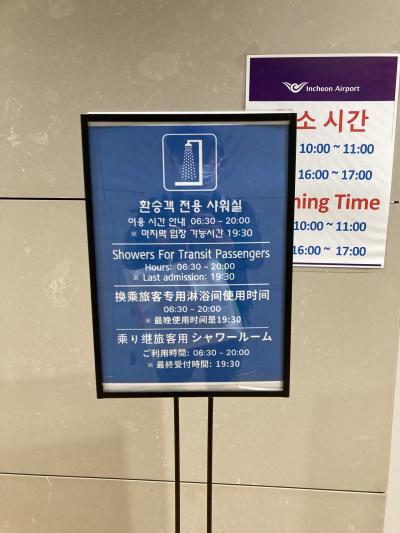 환승객 전용 샤워실
이용 시간 안내 06:30 ~ 20:00
※ 마지막 입장 가능시간 19:30
Showers For Transit Passengers
Hours: 06:30 ~ 20:00
※ Last admission: 19:30
换乘旅客专用淋浴间使用时间
06:30 ~ 20:00
※ 最晚使用时间是19:30
乗り継旅客用 シャワールーム
ご利用時間: 06:30 ~ 20:00
※ 最終受付時間: 19:30
Incheon Airport
소 시간
10:00 ~ 11:00
16:00 ~ 17:00
ning Time
10:00 ~ 11:00
16:00 ~ 17:00